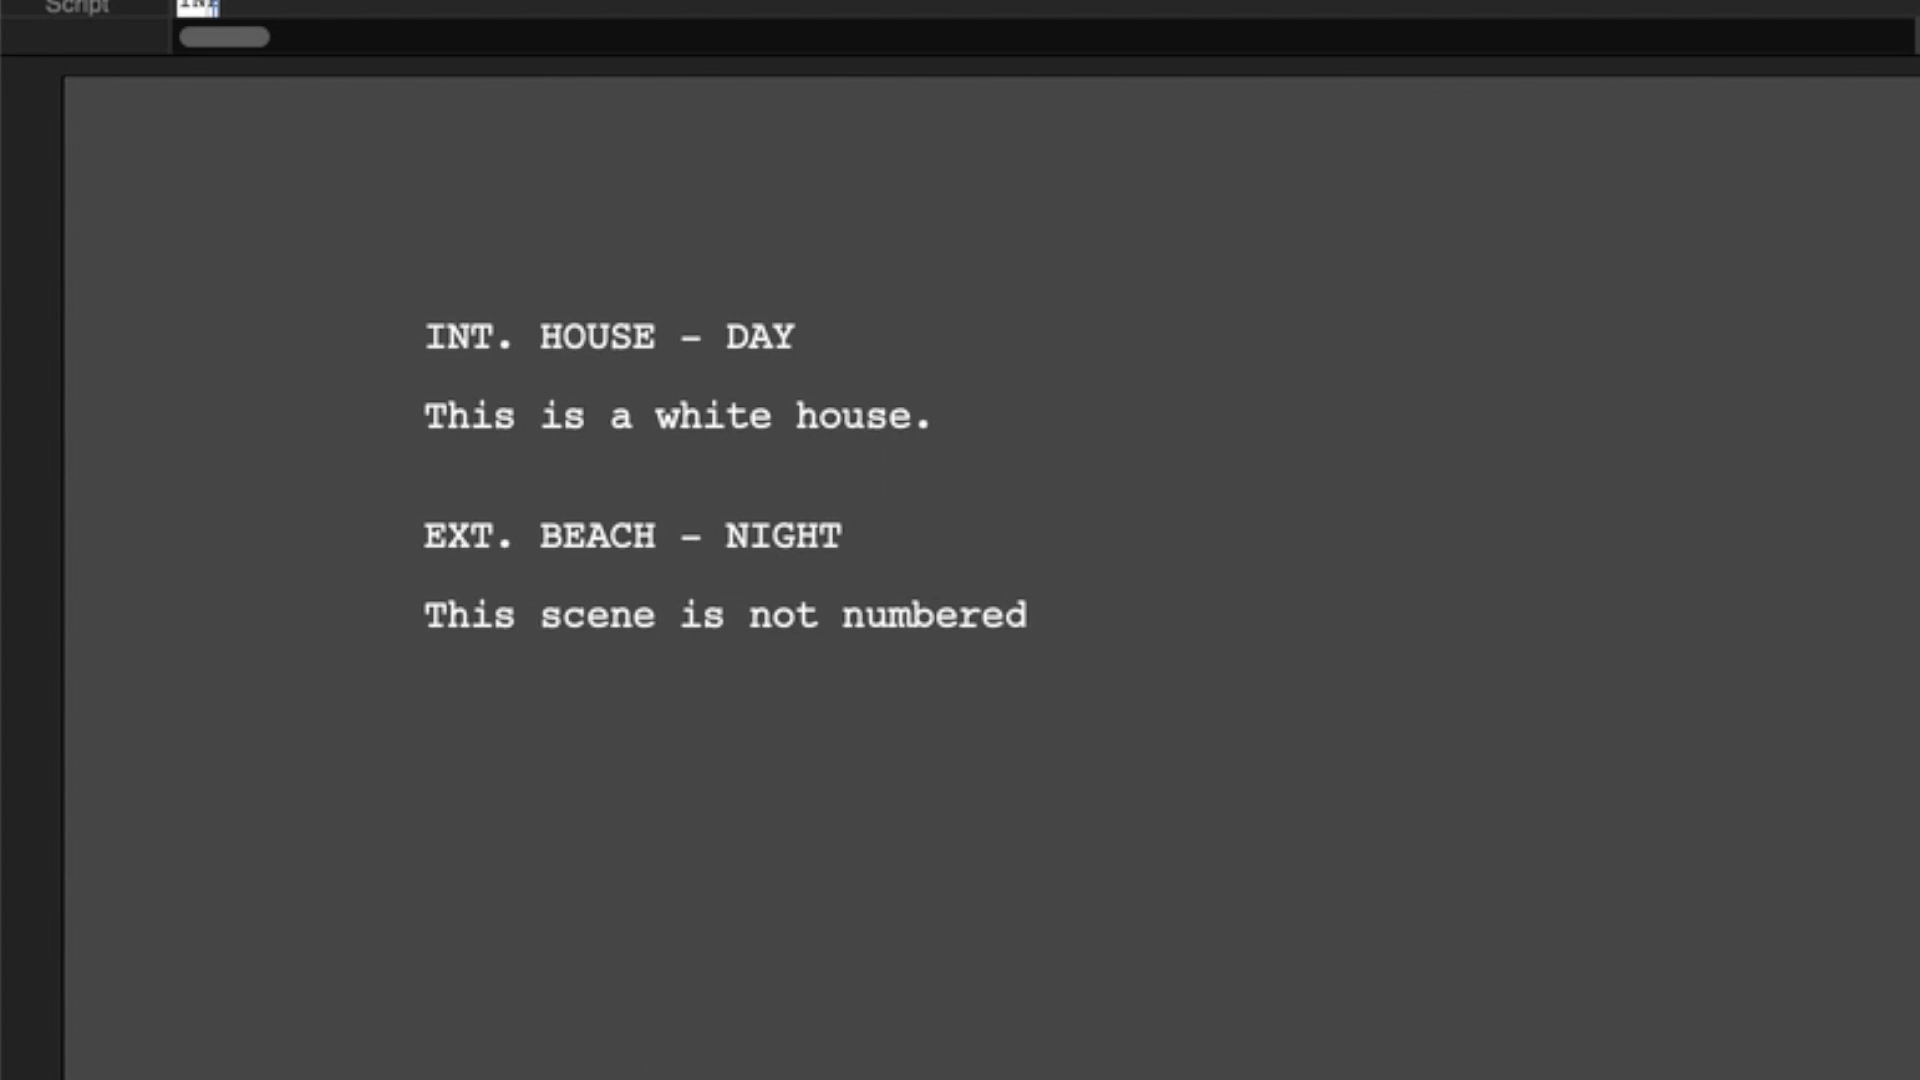 Script
INT. HOUSE – DAY
This is a white house.
EXT. BEACH – NIGHT
This scene is not numbered